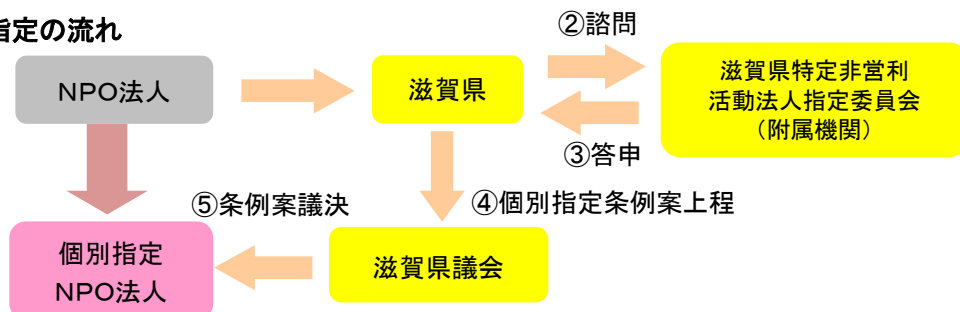 指定の流れ
②諮問
NPO法人
滋賀県
滋賀県特定非営利
活動法人指定委員会
（附属機関）
③答申
⑤条例案議決
④個別指定条例案上程
個別指定
NPO法人
滋賀県議会